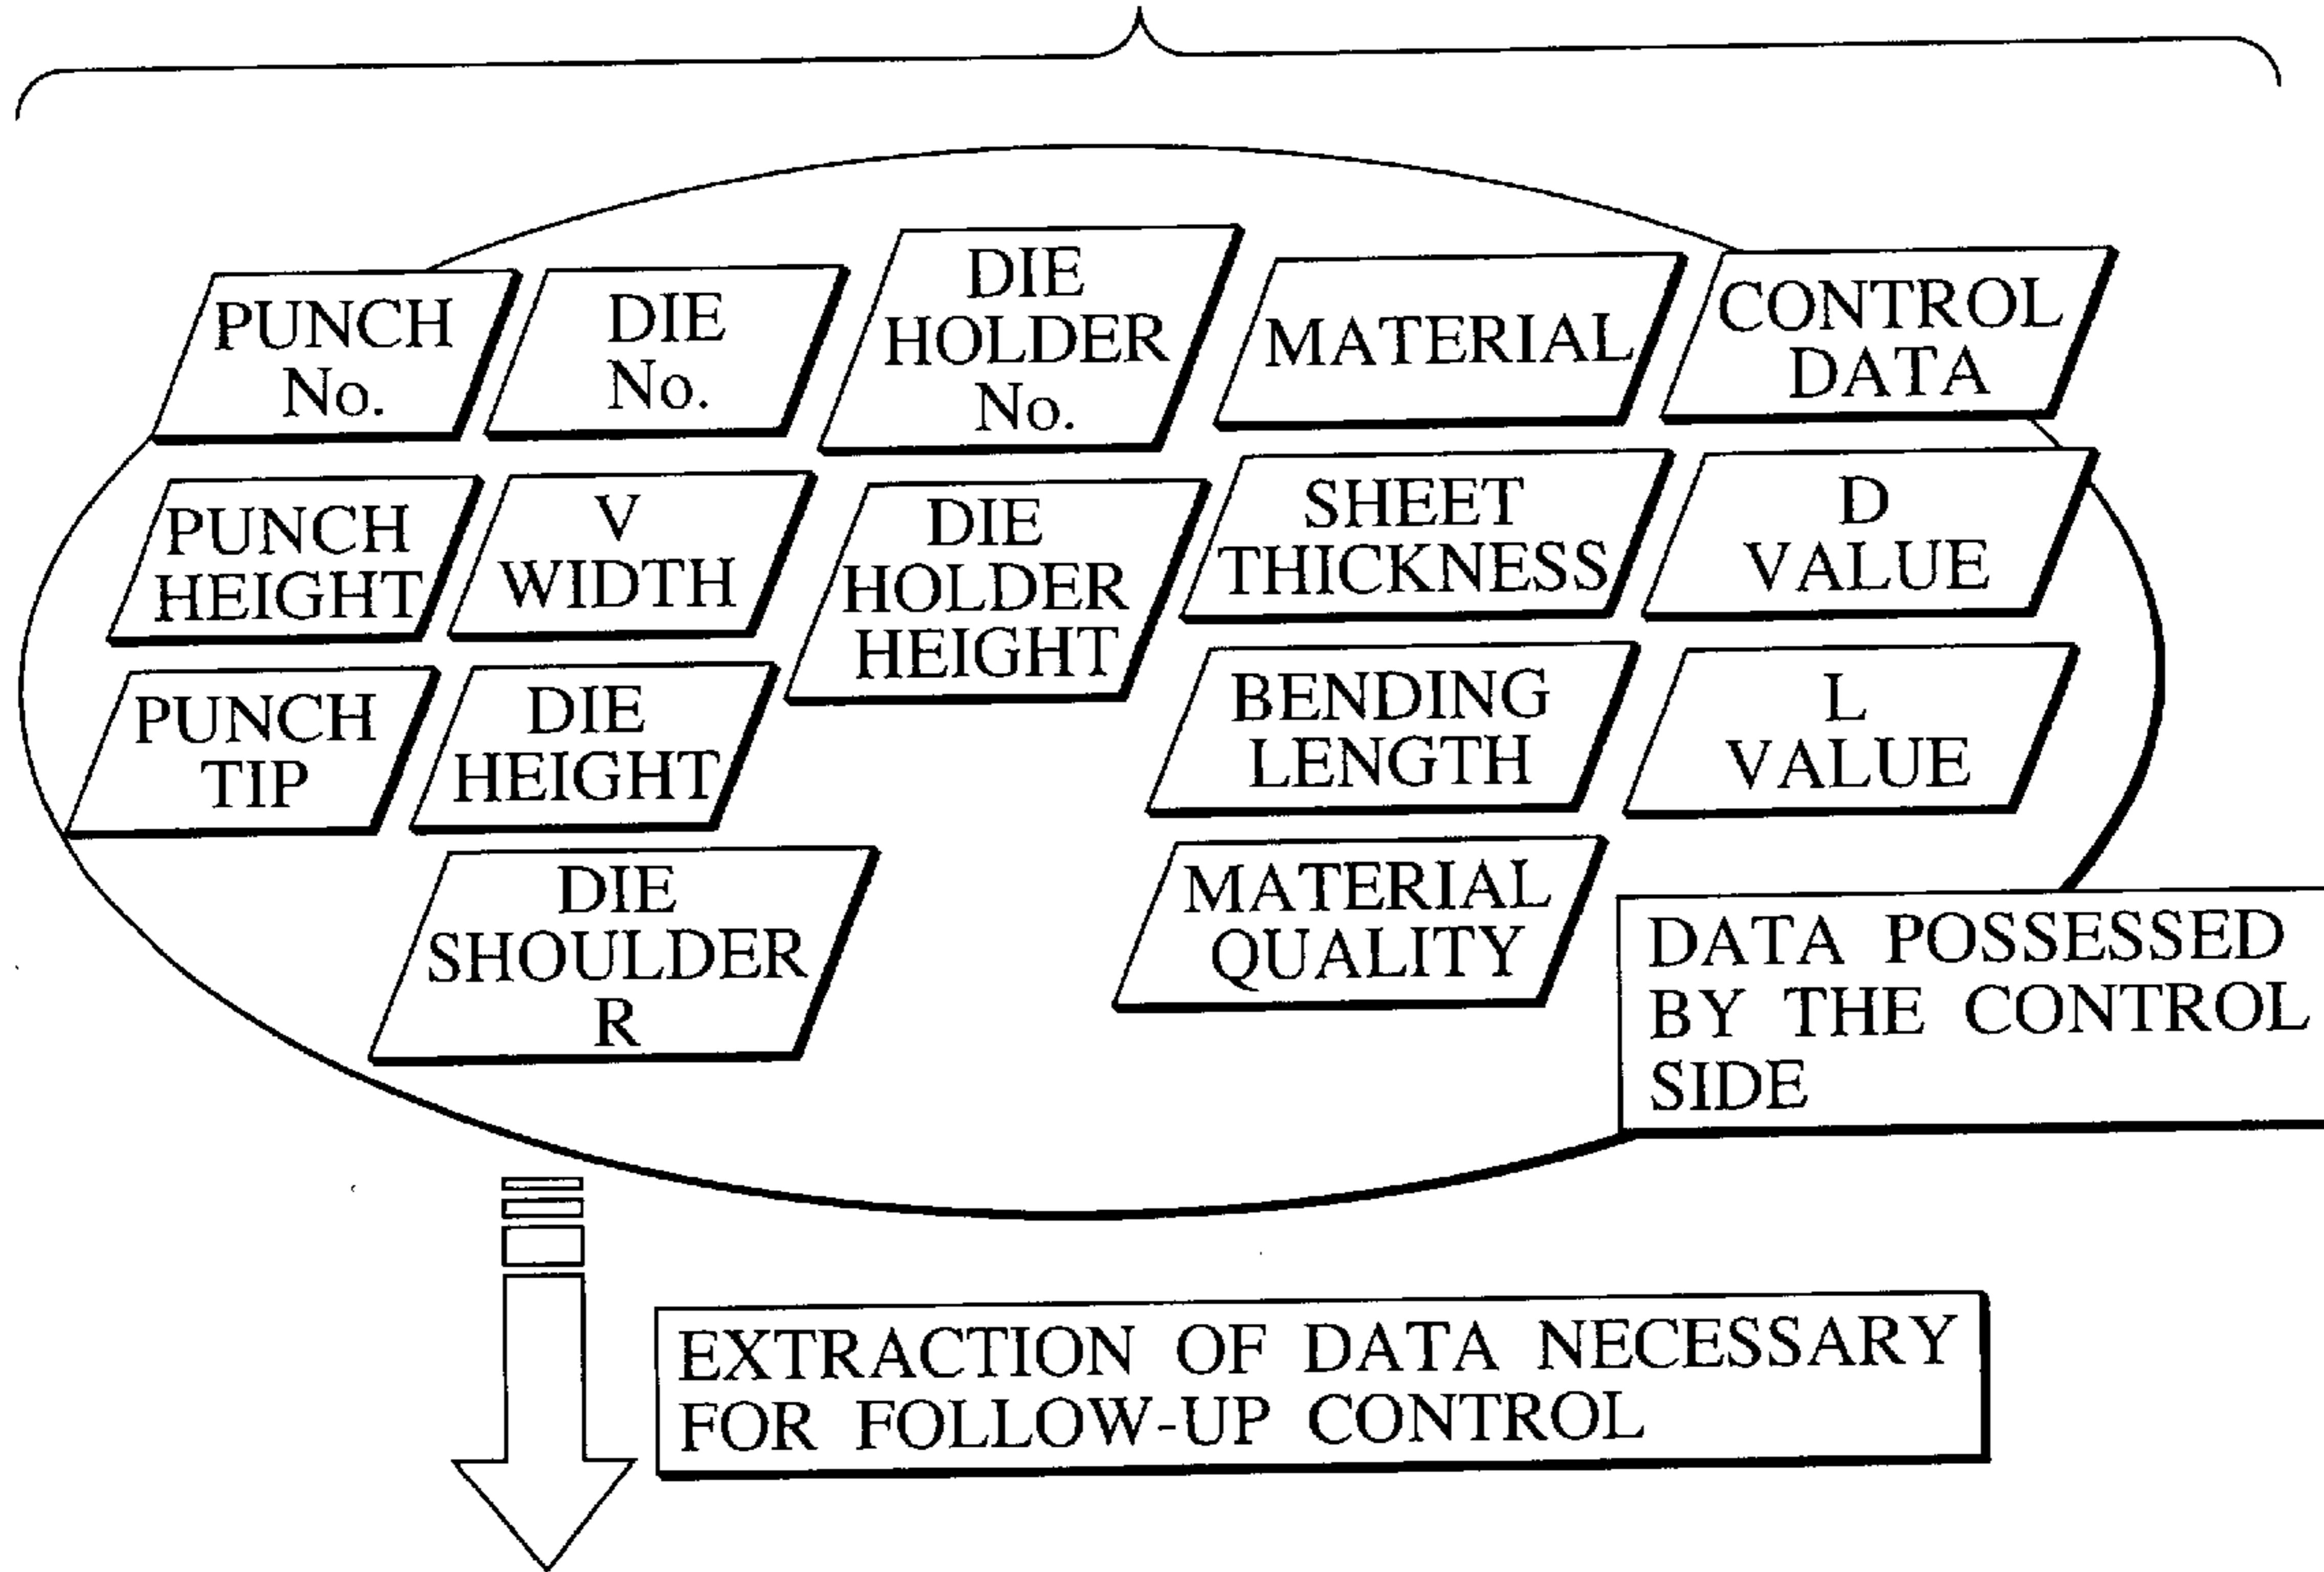 PUNCH
No.
DIE
No.
DIE
HOLDER
No.
MATERIAL
CONTROL
DATA
PUNCH
HEIGHT
V
WIDTH
DIE
HOLDER
HEIGHT
SHEET
THICKNESS
D
VALUE
PUNCH
TIP
DIE
HEIGHT
BENDING
LENGTH
L
VALUE
DIE
SHOULDER
R
MATERIAL
QUALITY
DATA POSSESSED
BY THE CONTROL
SIDE
EXTRACTION OF DATA NECESSARY
FOR FOLLOW-UP CONTROL